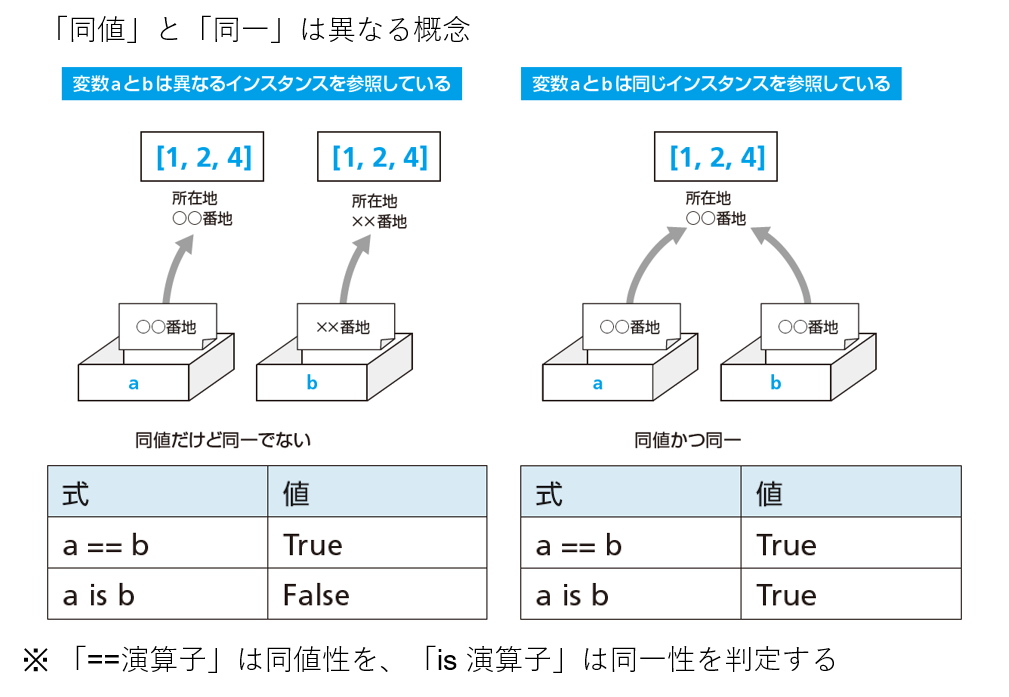 「同値」と「同一」は異なる概念
変数aとbは異なるインスタンスを参照している
[1, 2, 4]
[1, 2, 4]
所在地
○○番地
所在地
××番地
○○番地
××番地
a
b
同値だけど同一でない
式 値
a == b True
a is b False
変数aとbは同じインスタンスを参照している
[1, 2, 4]
所在地
○○番地
○○番地
○○番地
a
b
同値かつ同一
式 値
a == b True
a is b True
※ 「==演算子」は同値性を、「is 演算子」は同一性を判定する